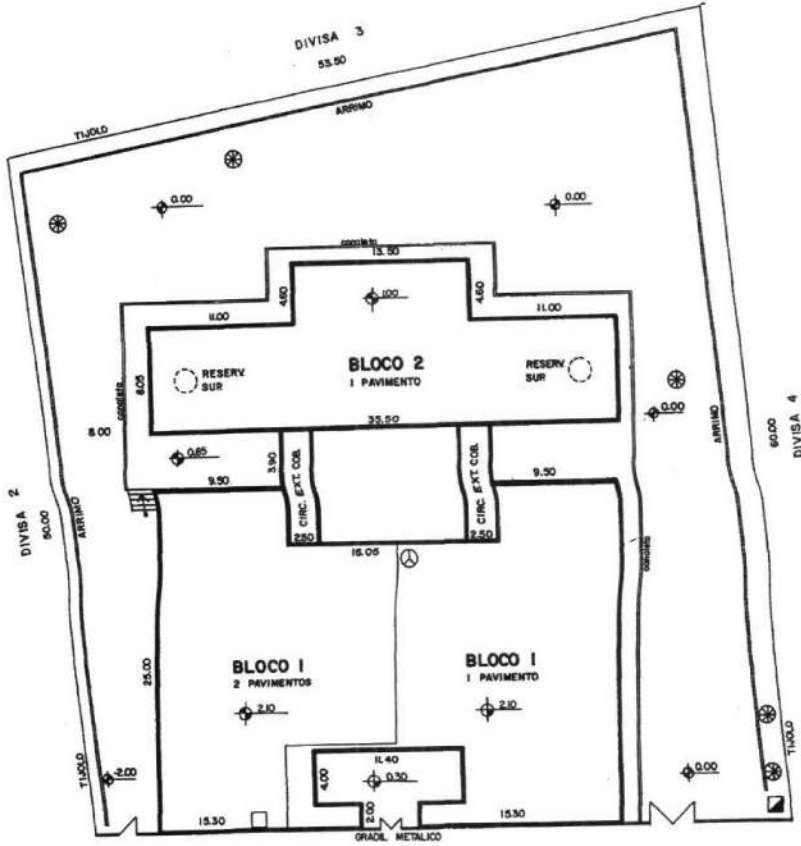 DIVISA 3
53.50
ARRIMO
TIJOLO
0.00
0.00
concreto
13.50
4.60
1.00
4.60
11.00
11.00
BLOCO 2
1 PAVIMENTO
RESERV.
SUR
RESERV.
SUR
8.05
concreto
35.50
0.00
ARRIMO
60.00
DIVISA 4
8.00
0.85
3.90
9.50
9.50
CIRC. EXT. COB.
CIRC. EXT. COB.
2.50
2.50
16.05
DIVISA 2
50.00
ARRIMO
concreto
25.00
BLOCO 1
2 PAVIMENTOS
BLOCO 1
1 PAVIMENTO
2.10
2.10
11.40
4.00
0.30
2.00
TIJOLO
-2.00
0.00
TIJOLO
15.30
15.30
GRADIL METALICO